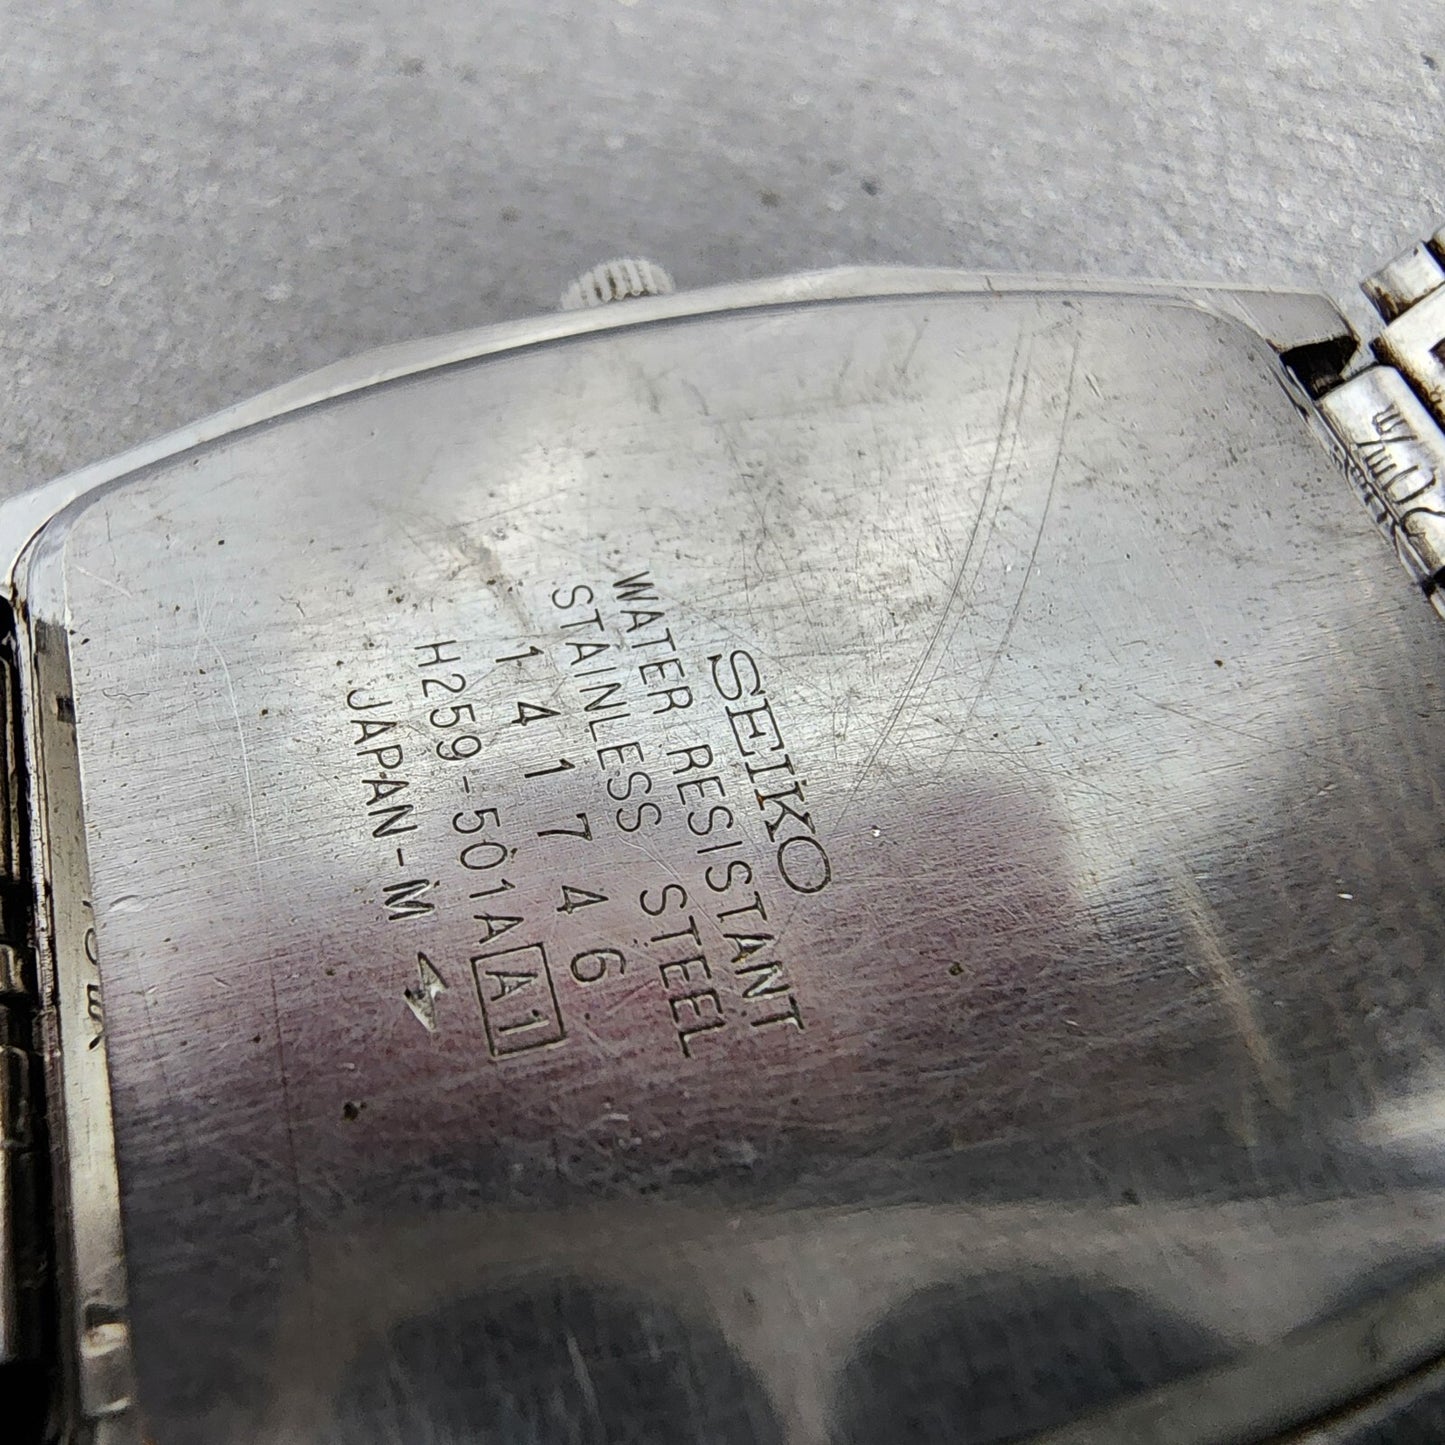 SEIKO
WATER RESISTANT
STAINLESS STEEL
141746
H259-501A A1
JAPAN-M